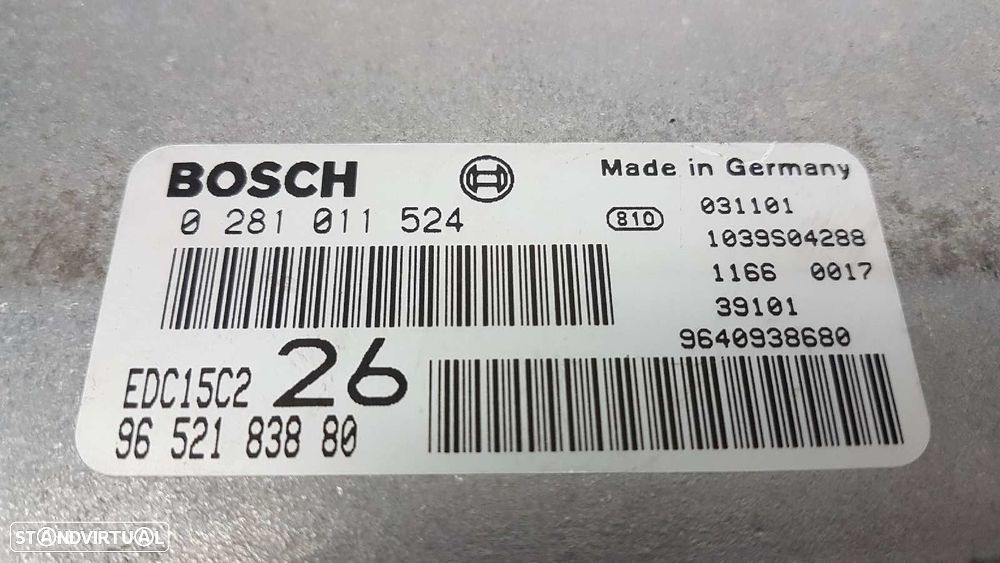 BOSCH
0 281 011 524
EDC15C2 26
96 521 838 80
Made in Germany
810 031101
1039S04288
1166 0017
39101
9640938680
STANDVIRTUAL